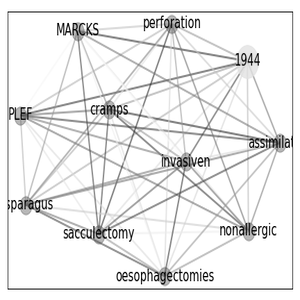 perforation
MARCKS
1944
PLEF
cramps
assimilat
invasiven
sparagus
sacculectomy
nonallergic
oesophagectomies